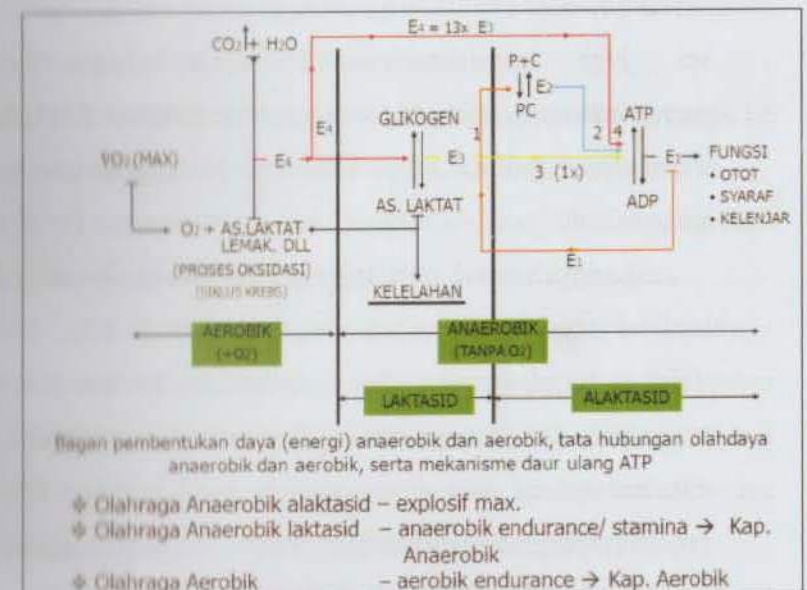 E4 = 13x E3
CO2 + H2O
P+C
E2
PC
GLIKOGEN
ATP
1
2 4
E4
VO2 (MAX)
E4
E3
E1
FUNGSI
• OTOT
• SYARAF
• KELENJAR
3 (1x)
AS. LAKTAT
ADP
O2 + AS.LAKTAT
LEMAK. DLL
(PROSES OKSIDASI)
(SIKLUS KREBS)
E1
KELELAHAN
AEROBIK
(+O2)
ANAEROBIK
(TANPA O2)
LAKTASID
ALAKTASID
Bagan pembentukan daya (energi) anaerobik dan aerobik, tata hubungan olahdaya
anaerobik dan aerobik, serta mekanisme daur ulang ATP
❖ Olahraga Anaerobik alaktasid – explosif max.
❖ Olahraga Anaerobik laktasid – anaerobik endurance/ stamina → Kap.
Anaerobik
❖ Olahraga Aerobik – aerobik endurance → Kap. Aerobik